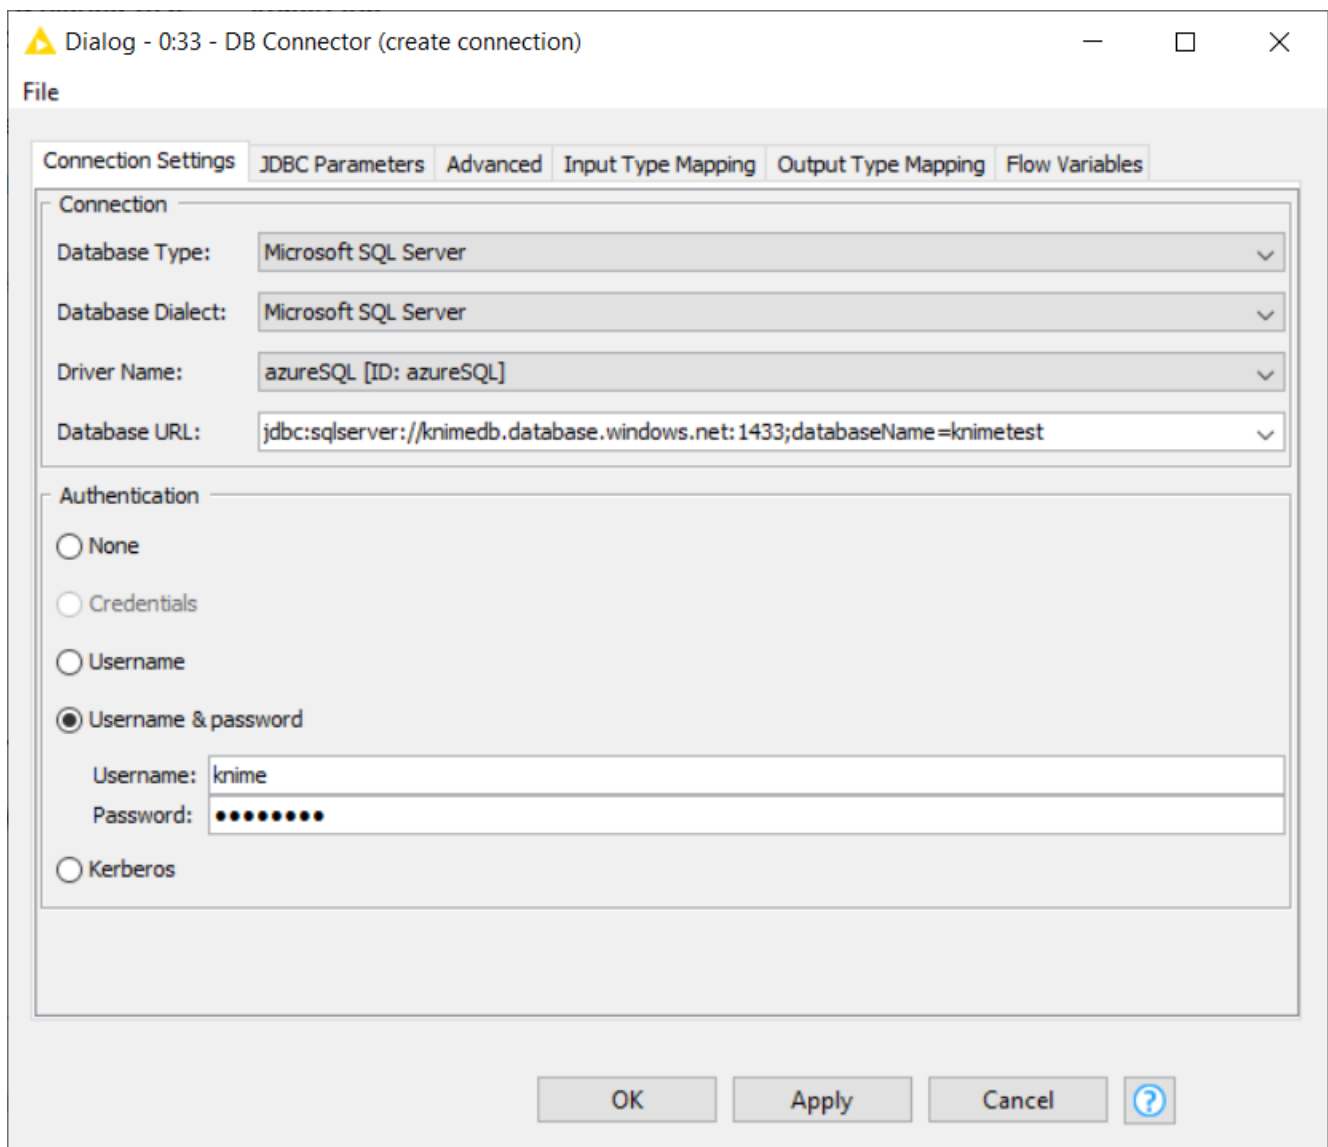 Dialog - 0:33 - DB Connector (create connection)
File
Connection Settings JDBC Parameters Advanced Input Type Mapping Output Type Mapping Flow Variables
Connection
Database Type: Microsoft SQL Server
Database Dialect: Microsoft SQL Server
Driver Name: azureSQL [ID: azureSQL]
Database URL: jdbc:sqlserver://knimedb.database.windows.net:1433;databaseName=knimetest
Authentication
None
Credentials
Username
Username & password
Username: knime
Password: ●●●●●●●●
Kerberos
OK Apply Cancel ?